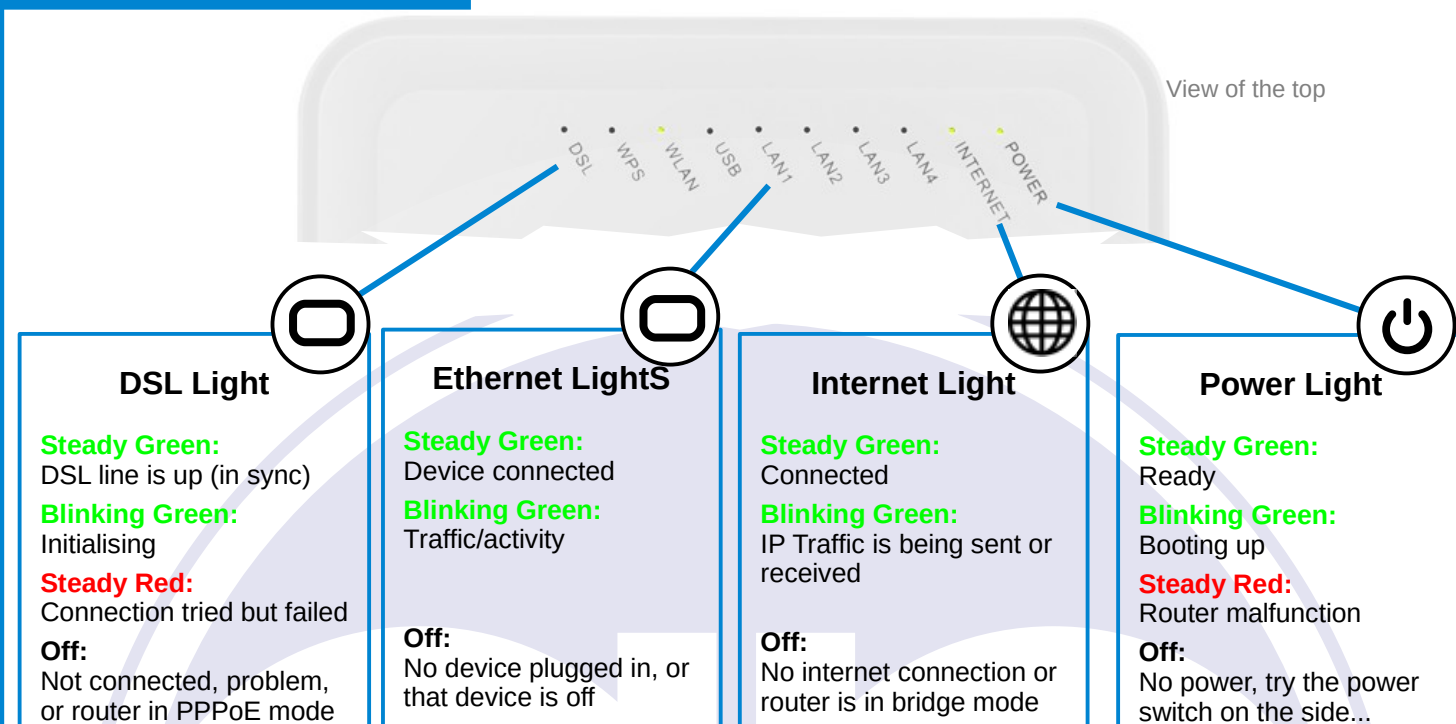 View of the top
DSL
WPS
WLAN
USB
LAN1
LAN2
LAN3
LAN4
INTERNET
POWER
DSL Light
Steady Green:
DSL line is up (in sync)
Blinking Green:
Initialising
Steady Red:
Connection tried but failed
Off:
Not connected, problem,
or router in PPPoE mode
Ethernet LightS
Steady Green:
Device connected
Blinking Green:
Traffic/activity
Off:
No device plugged in, or
that device is off
Internet Light
Steady Green:
Connected
Blinking Green:
IP Traffic is being sent or
received
Off:
No internet connection or
router is in bridge mode
Power Light
Steady Green:
Ready
Blinking Green:
Booting up
Steady Red:
Router malfunction
Off:
No power, try the power
switch on the side...